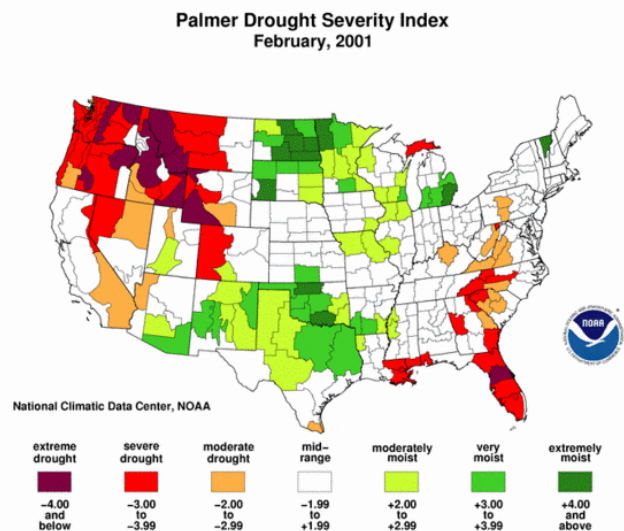 Palmer Drought Severity Index
February, 2001
NOAA
National Climatic Data Center, NOAA
extreme drought
severe drought
moderate drought
mid-range
moderately moist
very moist
extremely moist
-4.00 and below
-3.00 to -3.99
-2.00 to -2.99
-1.99 to +1.99
+2.00 to +2.99
+3.00 to +3.99
+4.00 and above